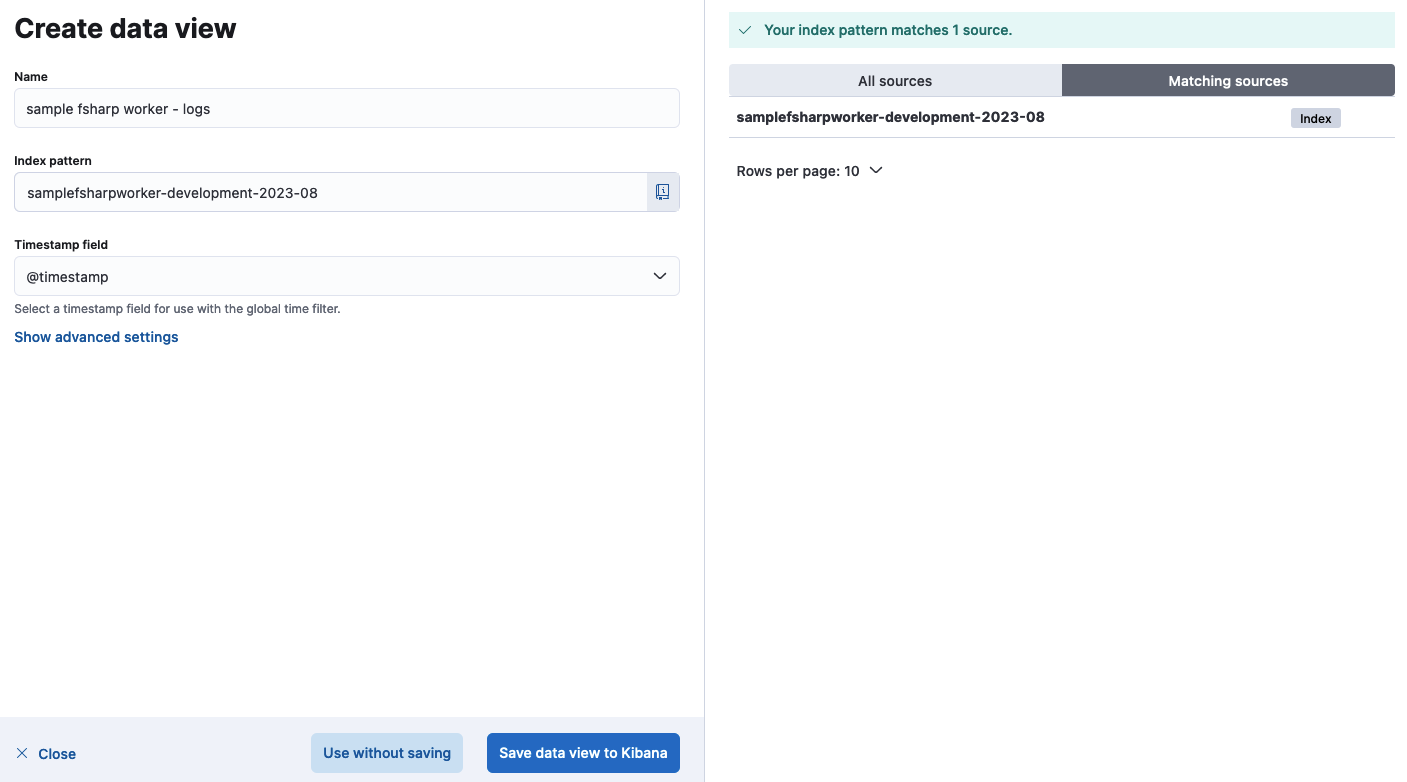 Create data view
Name
sample fsharp worker - logs
Index pattern
samplefsharpworker-development-2023-08
Timestamp field
@timestamp
Select a timestamp field for use with the global time filter.
Show advanced settings
Close
Use without saving
Save data view to Kibana
Your index pattern matches 1 source.
All sources
Matching sources
samplefsharpworker-development-2023-08
Index
Rows per page: 10